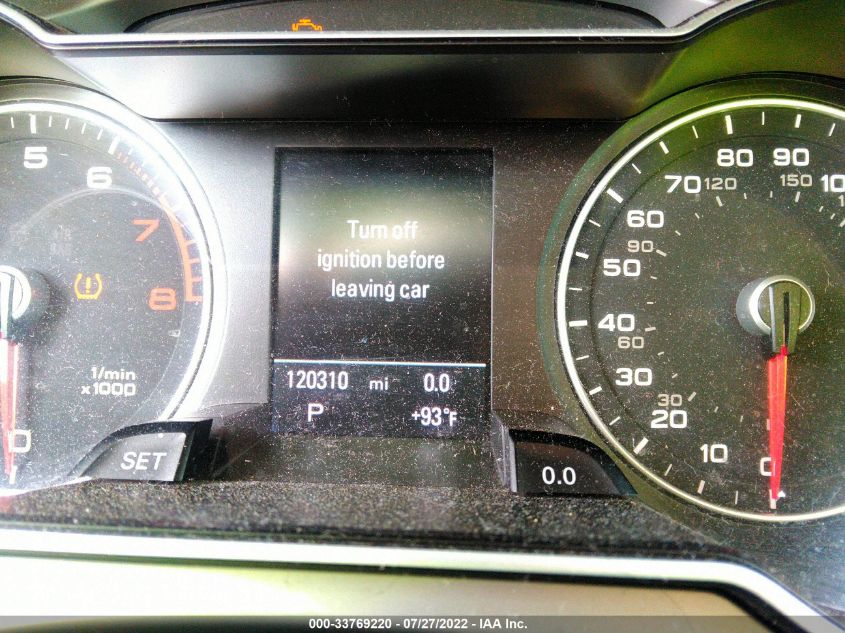 5
6
7
8
1/min
x1000
0
SET
Turn off
ignition before
leaving car
120310 mi 0.0
P +93°F
0.0
80 90
70 120 150 10
60
90
50
40
60
30
30
20
10
0
000-33769220 - 07/27/2022 - IAA Inc.